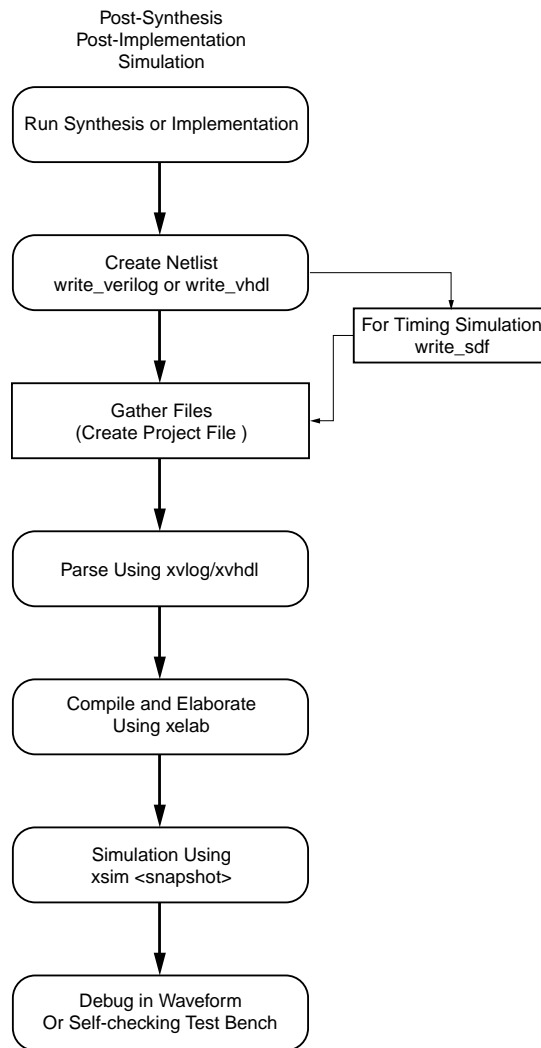 Post-Synthesis
Post-Implementation
Simulation
Run Synthesis or Implementation
Create Netlist
write_verilog or write_vhdl
For Timing Simulation
write_sdf
Gather Files
(Create Project File )
Parse Using xvlog/xvhdl
Compile and Elaborate
Using xelab
Simulation Using
xsim <snapshot>
Debug in Waveform
Or Self-checking Test Bench